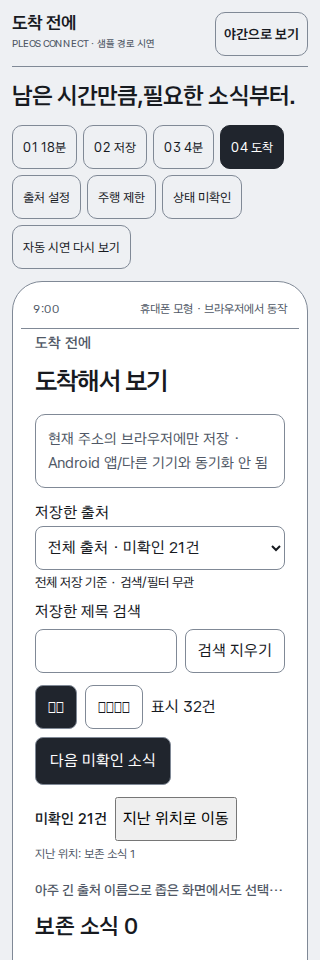 도착 전에
PLEOS CONNECT · 샘플 경로 시연
야간으로 보기
남은 시간만큼,필요한 소식부터.
01 18분
02 저장
03 4분
04 도착
출처 설정
주행 제한
상태 미확인
자동 시연 다시 보기
9:00
휴대폰 모형 · 브라우저에서 동작
도착 전에
도착해서 보기
현재 주소의 브라우저에만 저장 ·
Android 앱/다른 기기와 동기화 안 됨
저장한 출처
전체 출처 · 미확인 21건
전체 저장 기준 · 검색/필터 무관
저장한 제목 검색
검색 지우기
표시 32건
다음 미확인 소식
미확인 21건
지난 위치로 이동
지난 위치: 보존 소식 1
아주 긴 출처 이름으로 좁은 화면에서도 선택…
보존 소식 0